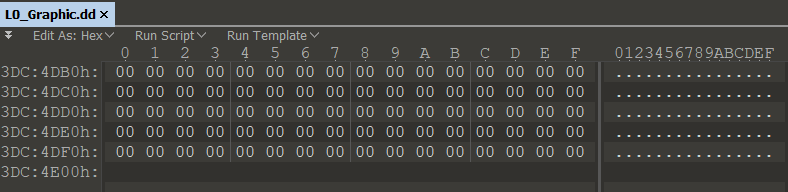 L0_Graphic.dd ×
Edit As: Hex Run Script Run Template
0 1 2 3 4 5 6 7 8 9 A B C D E F 0123456789ABCDEF
3DC:4DB0h: 00 00 00 00 00 00 00 00 00 00 00 00 00 00 00 00 ................
3DC:4DC0h: 00 00 00 00 00 00 00 00 00 00 00 00 00 00 00 00 ................
3DC:4DD0h: 00 00 00 00 00 00 00 00 00 00 00 00 00 00 00 00 ................
3DC:4DE0h: 00 00 00 00 00 00 00 00 00 00 00 00 00 00 00 00 ................
3DC:4DF0h: 00 00 00 00 00 00 00 00 00 00 00 00 00 00 00 00 ................
3DC:4E00h: